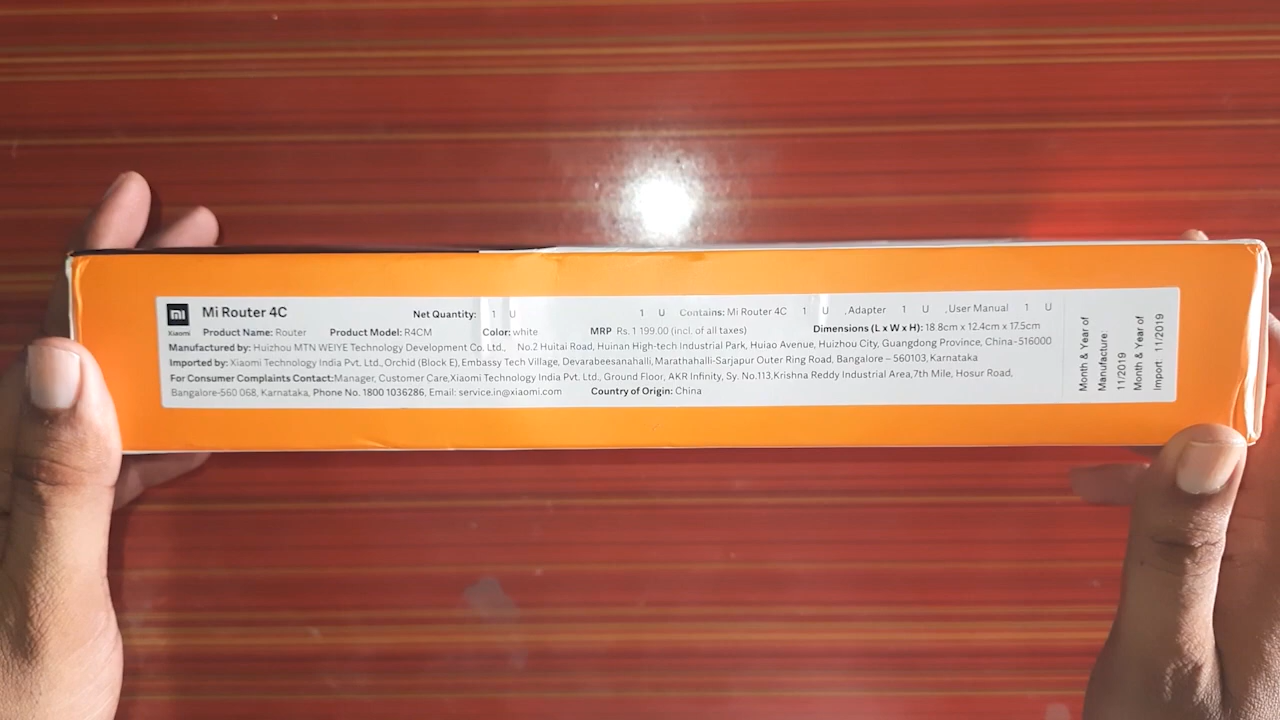 mi
Xiaomi
Mi Router 4C Net Quantity: 1 U 1 U Contains: Mi Router 4C 1 U ,Adapter 1 U ,User Manual 1 U
Product Name: Router Product Model: R4CM Color: white MRP Rs. 1 199.00 (incl. of all taxes) Dimensions (L x W x H): 18.8cm x 12.4cm x 17.5cm
Manufactured by: Huizhou MTN WEIYE Technology Development Co. Ltd., No.2 Huitai Road, Huinan High-tech Industrial Park, Huiao Avenue, Huizhou City, Guangdong Province, China-516000
Imported by: Xiaomi Technology India Pvt. Ltd., Orchid (Block E), Embassy Tech Village, Devarabeesanahalli, Marathahalli-Sarjapur Outer Ring Road, Bangalore – 560103, Karnataka
For Consumer Complaints Contact:Manager, Customer Care,Xiaomi Technology India Pvt. Ltd., Ground Floor, AKR Infinity, Sy. No.113,Krishna Reddy Industrial Area,7th Mile, Hosur Road,
Bangalore-560 068, Karnataka, Phone No. 1800 1036286, Email: service.in@xiaomi.com Country of Origin: China
Month & Year of
Manufacture:
11/2019
Month & Year of
Import: 11/2019